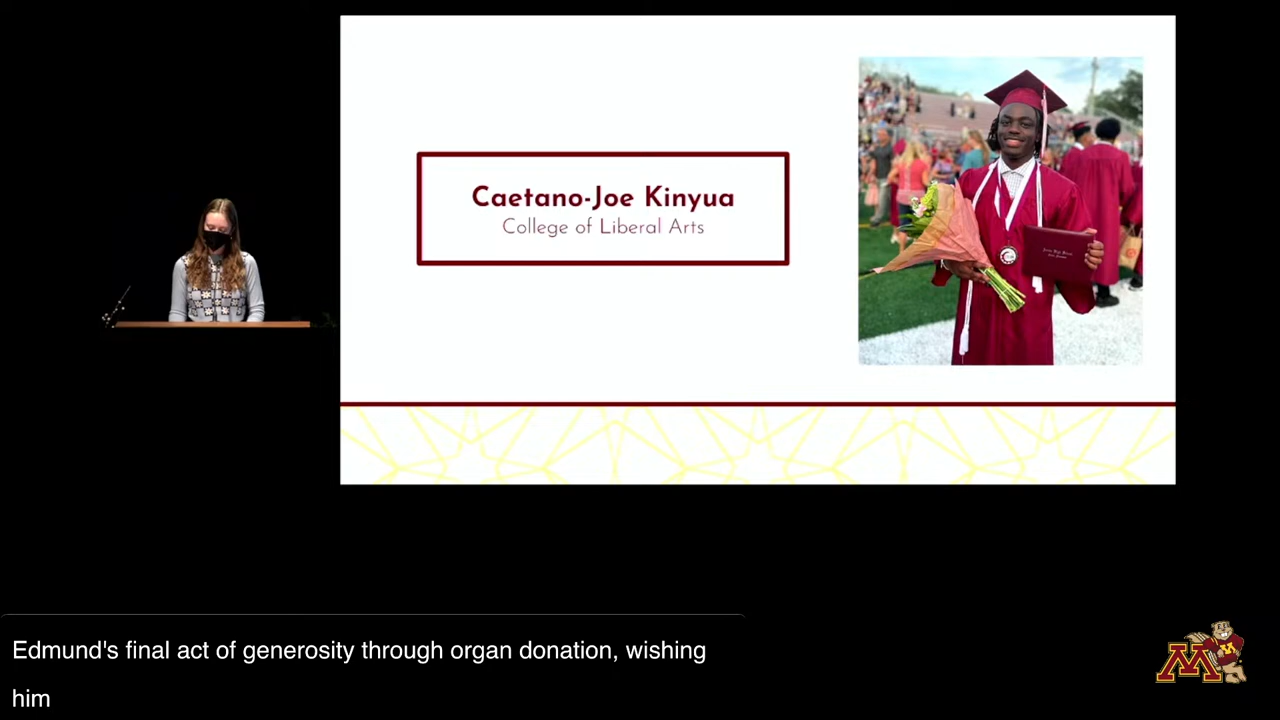 Caetano-Joe Kinyua
College of Liberal Arts
Edmund's final act of generosity through organ donation, wishing
him
M
M